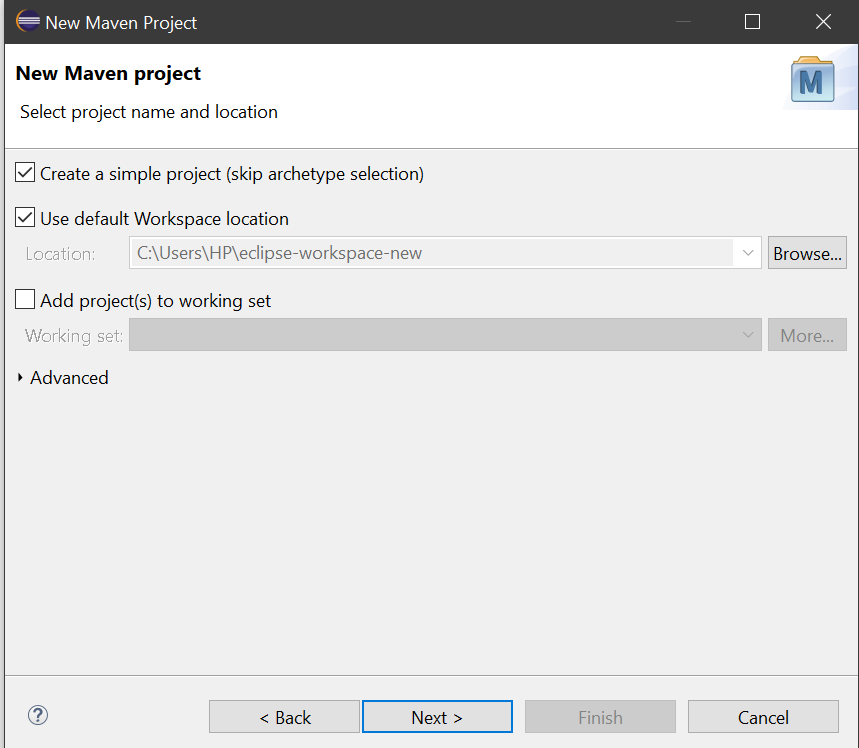 New Maven Project
New Maven project
Select project name and location
M
Create a simple project (skip archetype selection)
Use default Workspace location
Location: C:\Users\HP\eclipse-workspace-new Browse...
Add project(s) to working set
Working set: More...
Advanced
? < Back Next > Finish Cancel